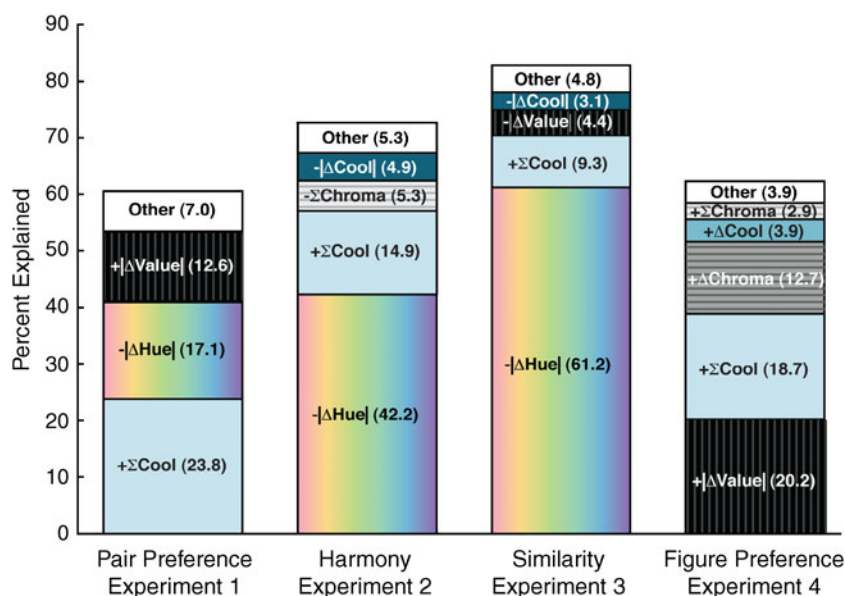 Percent Explained
90
80
70
60
50
40
30
20
10
0
Other (7.0)
+|ΔValue| (12.6)
-|ΔHue| (17.1)
+ΣCool (23.8)
Pair Preference
Experiment 1
Other (5.3)
-|ΔCool| (4.9)
-ΣChroma (5.3)
+ΣCool (14.9)
-|ΔHue| (42.2)
Harmony
Experiment 2
Other (4.8)
-|ΔCool| (3.1)
-|ΔValue| (4.4)
+ΣCool (9.3)
-|ΔHue| (61.2)
Similarity
Experiment 3
Other (3.9)
+ΣChroma (2.9)
+ΔCool (3.9)
+ΔChroma (12.7)
+ΣCool (18.7)
+|ΔValue| (20.2)
Figure Preference
Experiment 4